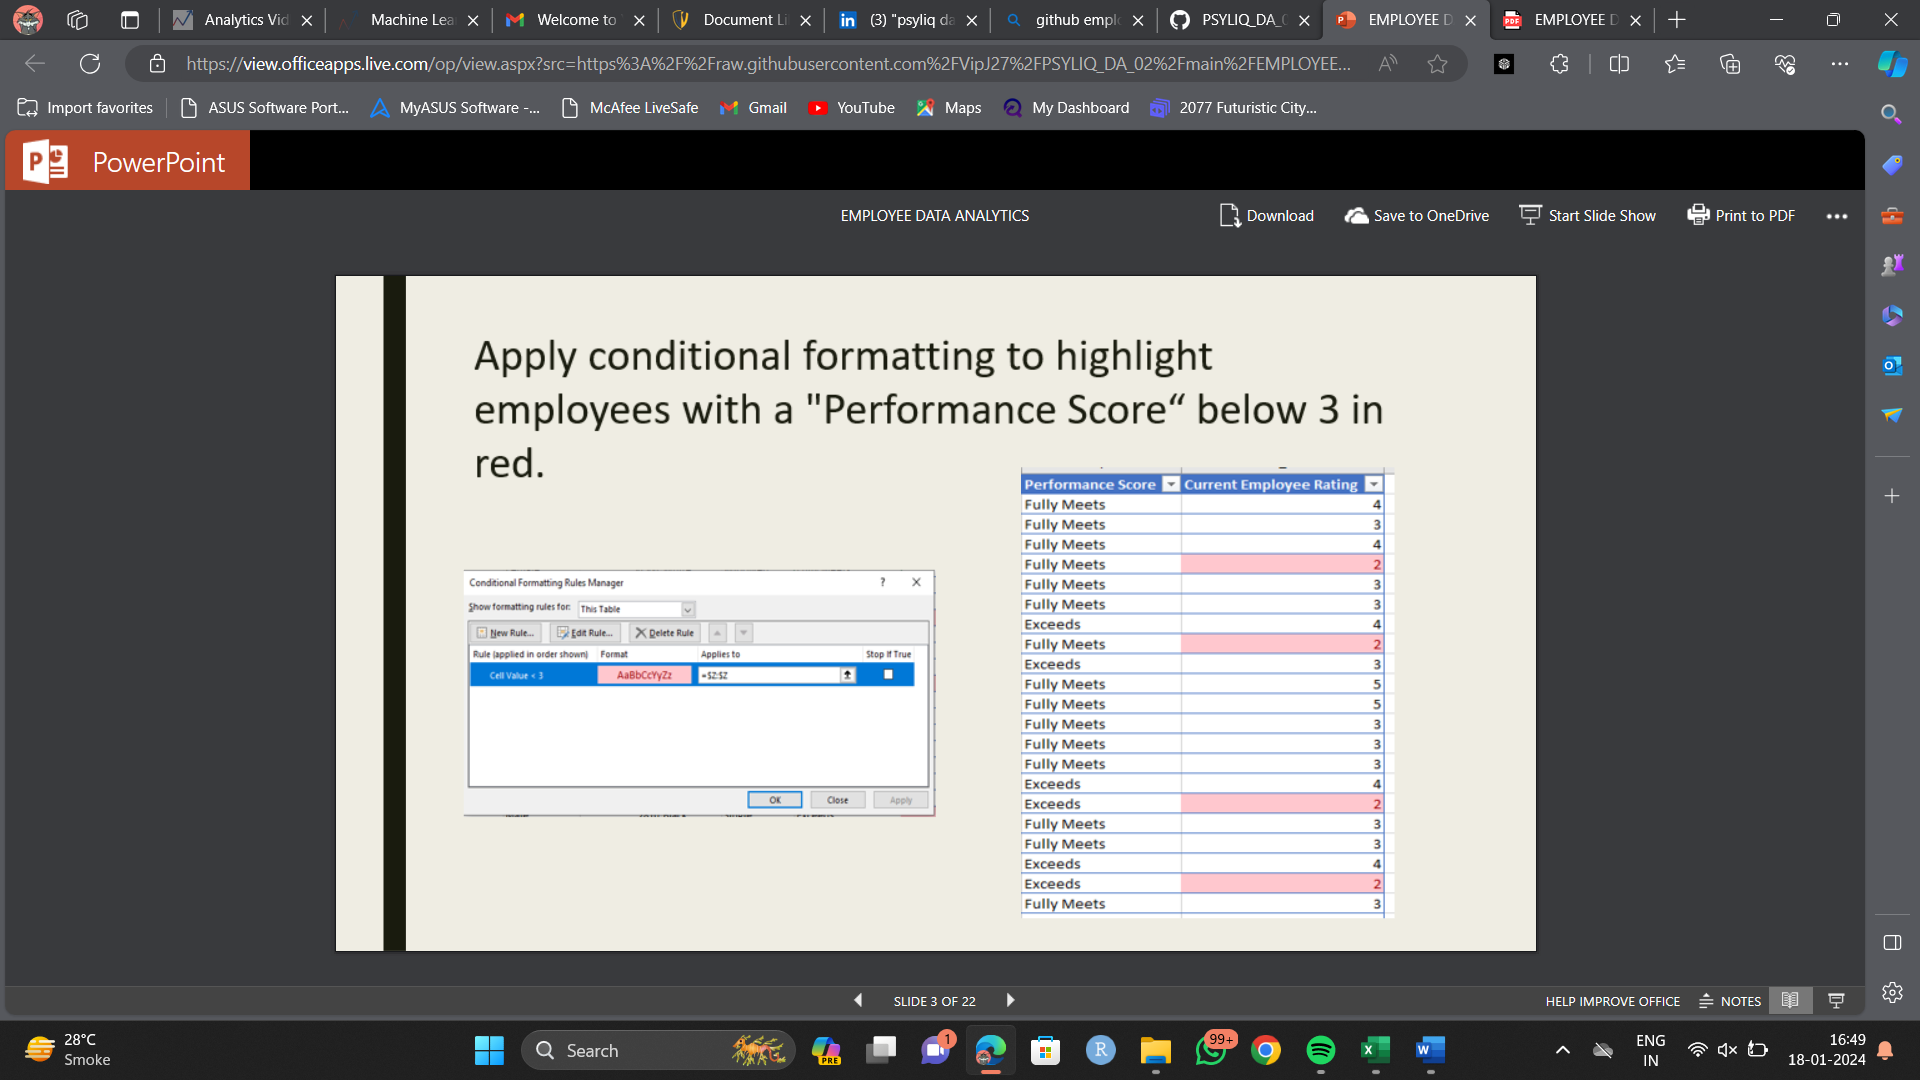 Analytics Vid
Machine Lea
Welcome to
Document Li
(3) "psyliq da
github emplo
PSYLIQ_DA_0
EMPLOYEE D
EMPLOYEE D
https://view.officeapps.live.com/op/view.aspx?src=https%3A%2F%2Fraw.githubusercontent.com%2FVipJ27%2FPSYLIQ_DA_02%2Fmain%2FEMPLOYEE...
Import favorites
ASUS Software Port...
MyASUS Software -...
McAfee LiveSafe
Gmail
YouTube
Maps
My Dashboard
2077 Futuristic City...
PowerPoint
EMPLOYEE DATA ANALYTICS
Download
Save to OneDrive
Start Slide Show
Print to PDF
Apply conditional formatting to highlight
employees with a "Performance Score“ below 3 in
red.
Conditional Formatting Rules Manager
Show formatting rules for: This Table
New Rule... Edit Rule... Delete Rule
Rule (applied in order shown) Format Applies to Stop If True
Cell Value < 3 AaBbCcYyZz =$Z:$Z
OK Close Apply
Performance Score Current Employee Rating
Fully Meets 4
Fully Meets 3
Fully Meets 4
Fully Meets 2
Fully Meets 3
Fully Meets 3
Exceeds 4
Fully Meets 2
Exceeds 3
Fully Meets 5
Fully Meets 5
Fully Meets 3
Fully Meets 3
Fully Meets 3
Exceeds 4
Exceeds 2
Fully Meets 3
Fully Meets 3
Exceeds 4
Exceeds 2
Fully Meets 3
SLIDE 3 OF 22
HELP IMPROVE OFFICE
NOTES
28°C
Smoke
Search
PRE
1
99+
ENG
IN
16:49
18-01-2024